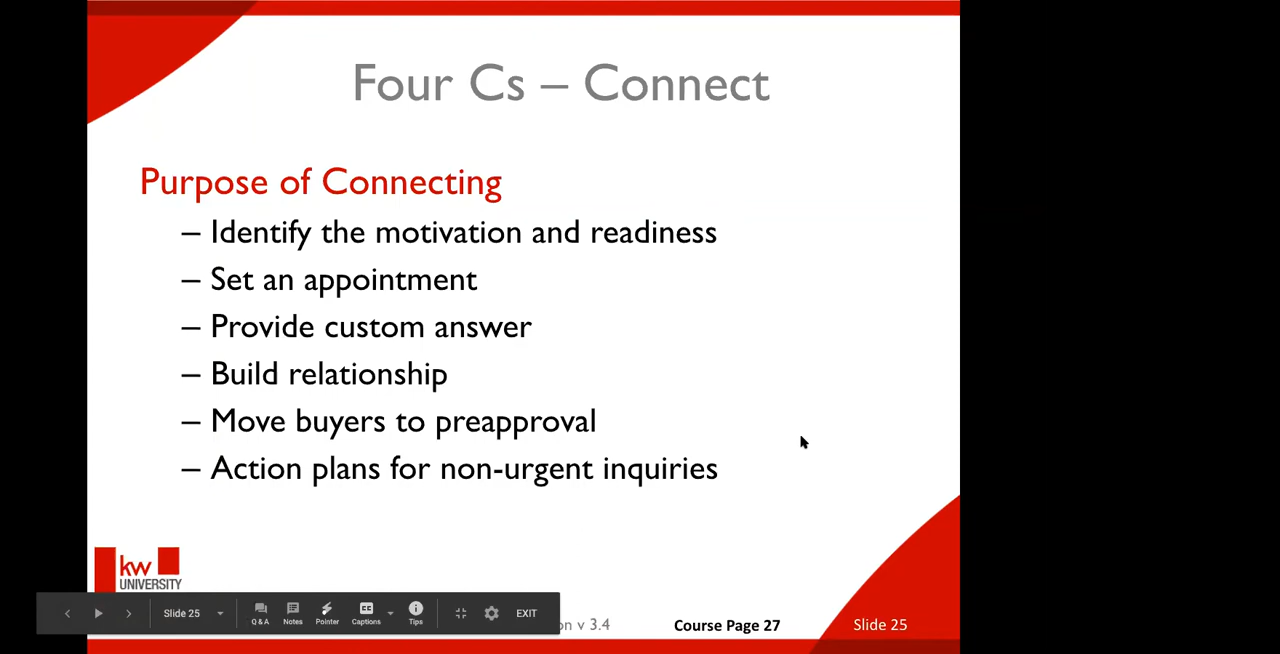 Four Cs – Connect
Purpose of Connecting
– Identify the motivation and readiness
– Set an appointment
– Provide custom answer
– Build relationship
– Move buyers to preapproval
– Action plans for non-urgent inquiries
kw
UNIVERSITY
Slide 25
Q & A
Notes
Pointer
CC
Captions
Tips
EXIT
v 3.4
Course Page 27
Slide 25